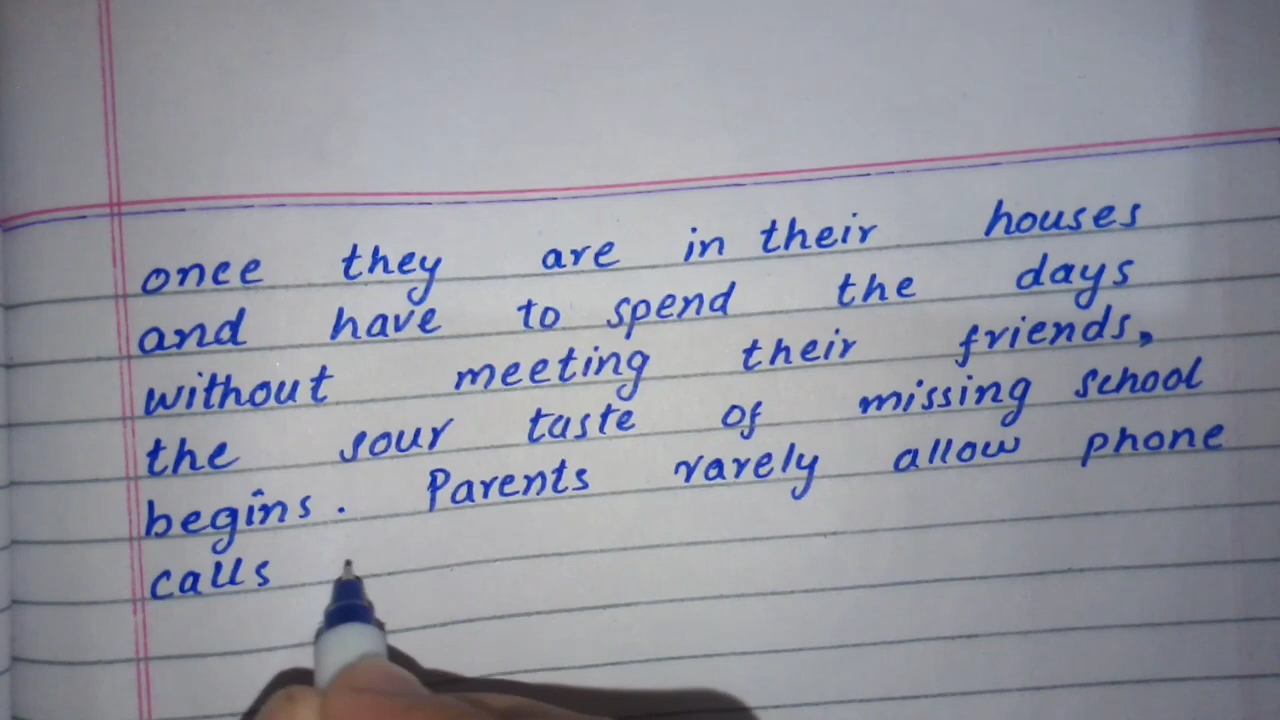 once they are in their houses
and have to spend the days
without meeting their friends,
the sour taste of missing school
begins. Parents rarely allow phone
calls